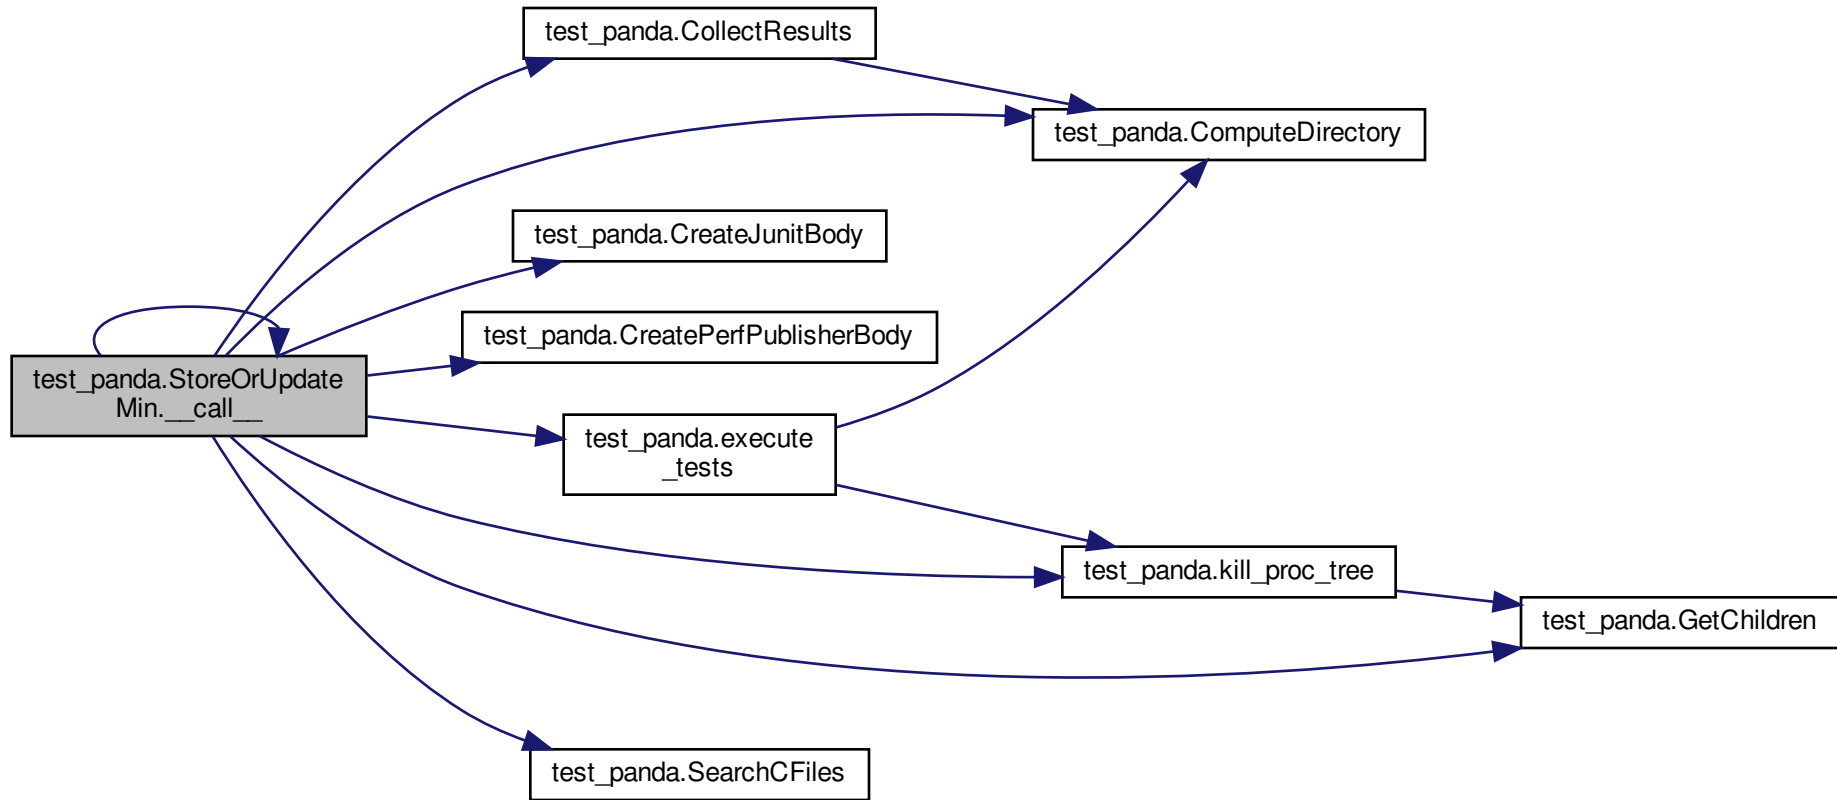 test_panda.CollectResults
test_panda.ComputeDirectory
test_panda.CreateJunitBody
test_panda.CreatePerfPublisherBody
test_panda.StoreOrUpdate
Min.__call__
test_panda.execute
_tests
test_panda.kill_proc_tree
test_panda.GetChildren
test_panda.SearchCFiles